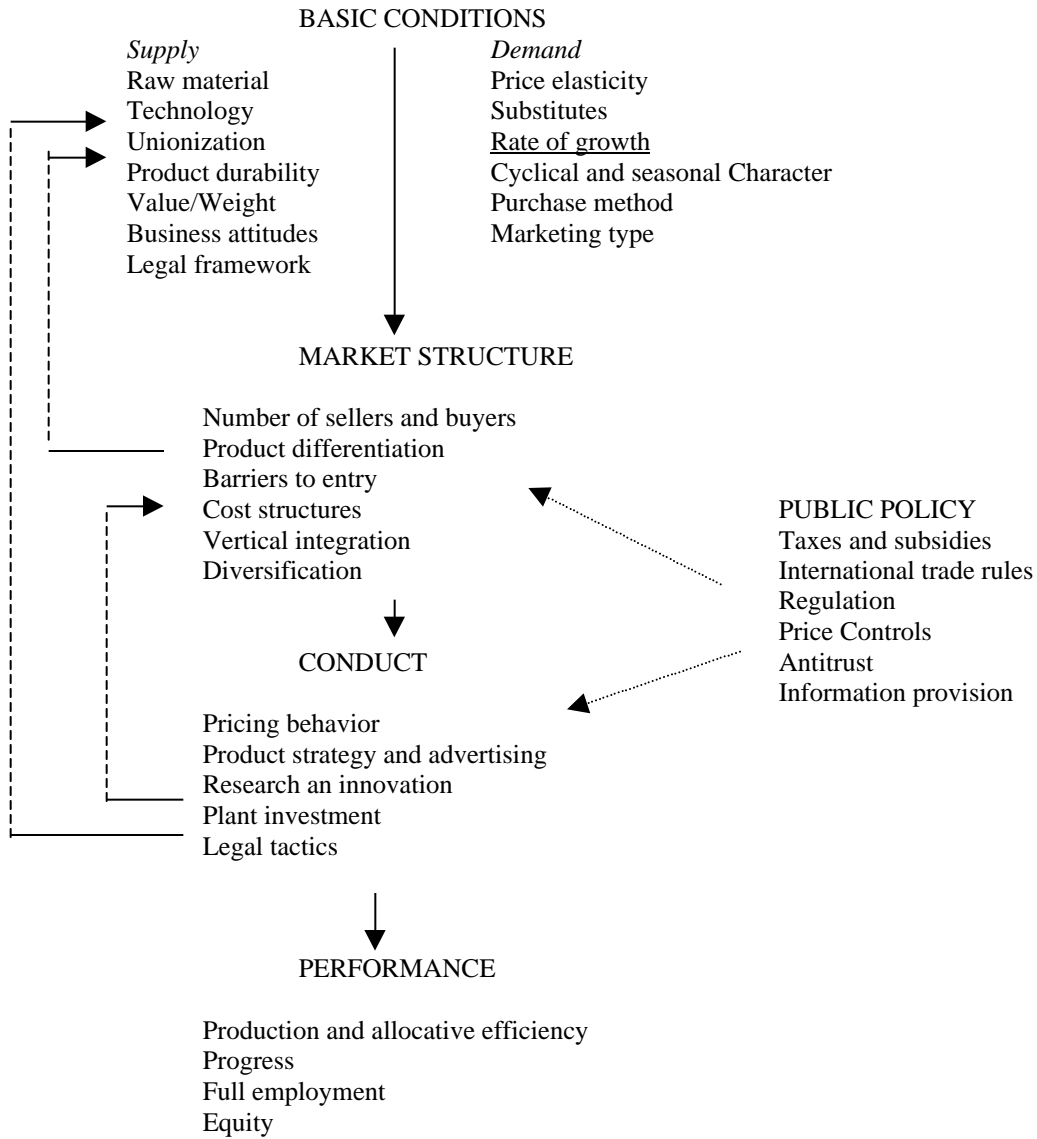 BASIC CONDITIONS
Supply
Raw material
Technology
Unionization
Product durability
Value/Weight
Business attitudes
Legal framework
Demand
Price elasticity
Substitutes
Rate of growth
Cyclical and seasonal Character
Purchase method
Marketing type
MARKET STRUCTURE
Number of sellers and buyers
Product differentiation
Barriers to entry
Cost structures
Vertical integration
Diversification
PUBLIC POLICY
Taxes and subsidies
International trade rules
Regulation
Price Controls
Antitrust
Information provision
CONDUCT
Pricing behavior
Product strategy and advertising
Research an innovation
Plant investment
Legal tactics
PERFORMANCE
Production and allocative efficiency
Progress
Full employment
Equity